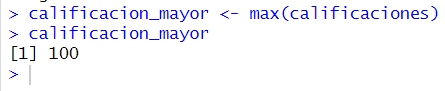 > calificacion_mayor <- max(calificaciones)
> calificacion_mayor
[1] 100
>